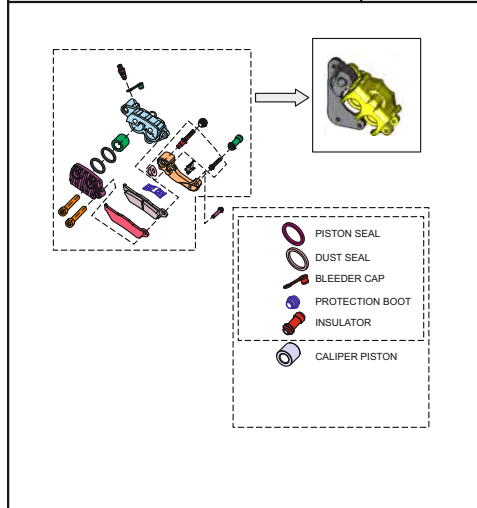 PISTON SEAL
DUST SEAL
BLEEDER CAP
PROTECTION BOOT
INSULATOR
CALIPER PISTON